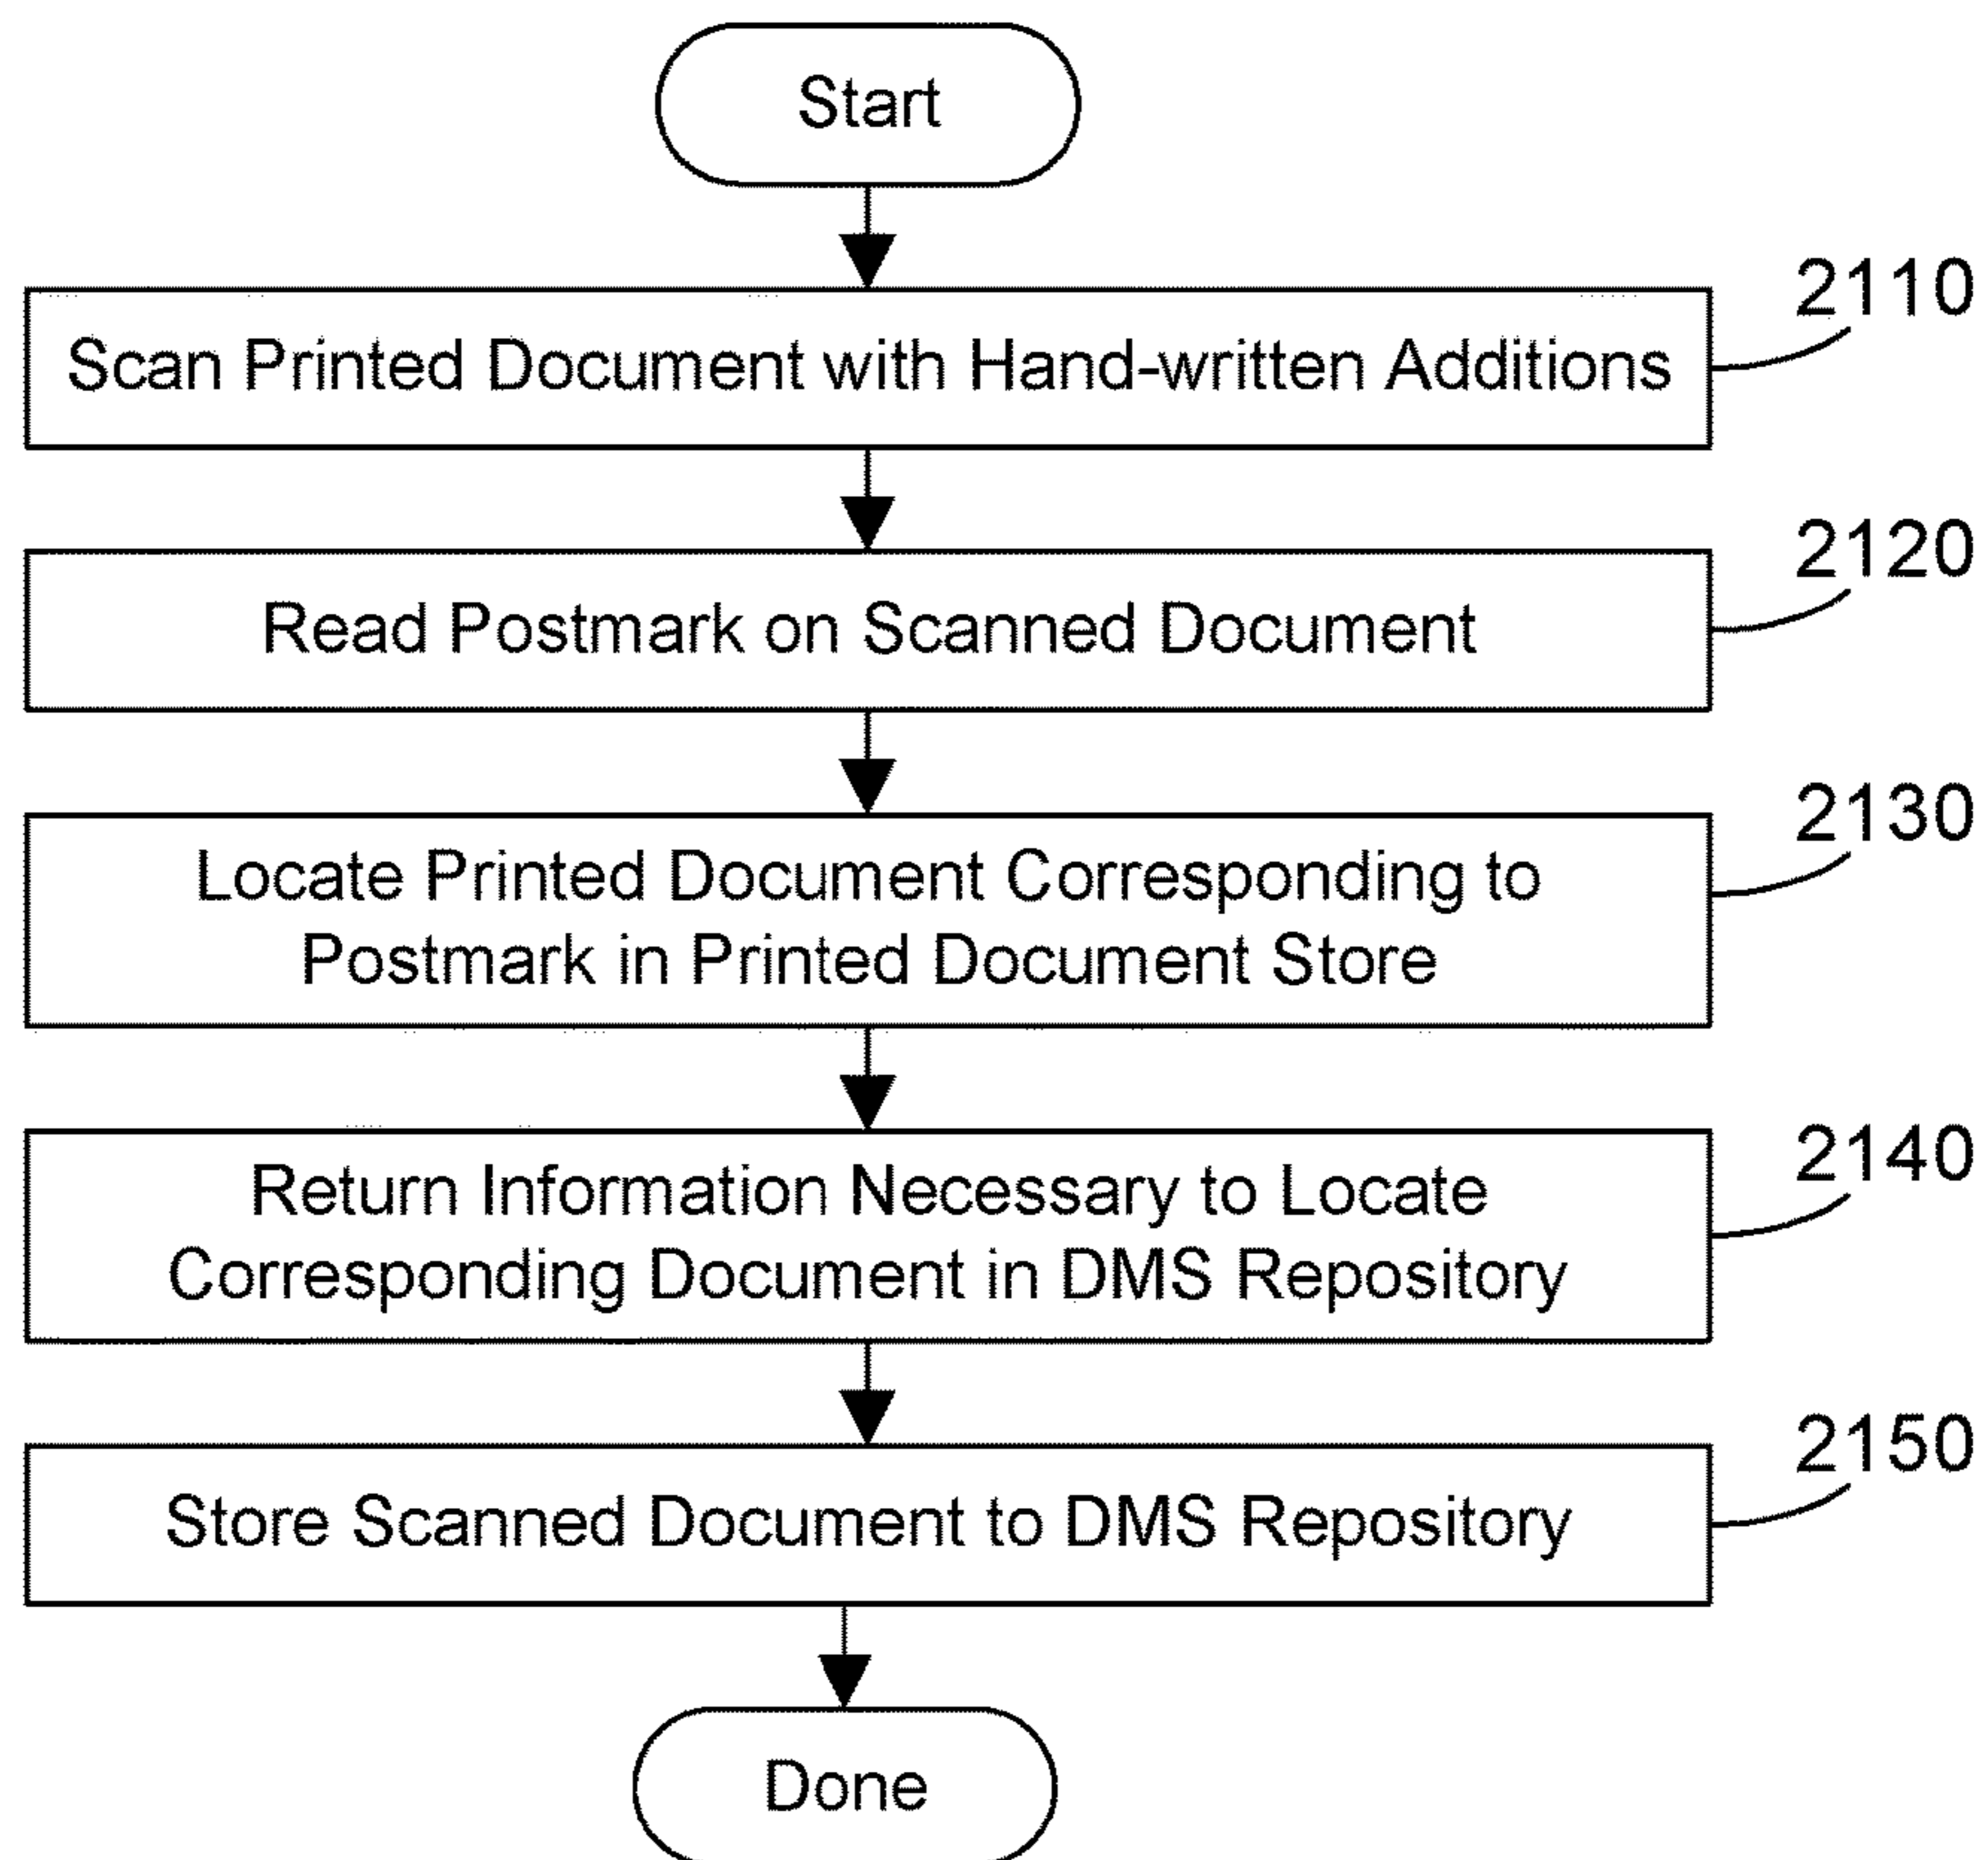 Start
2110
Scan Printed Document with Hand-written Additions
2120
Read Postmark on Scanned Document
2130
Locate Printed Document Corresponding to
Postmark in Printed Document Store
2140
Return Information Necessary to Locate
Corresponding Document in DMS Repository
2150
Store Scanned Document to DMS Repository
Done